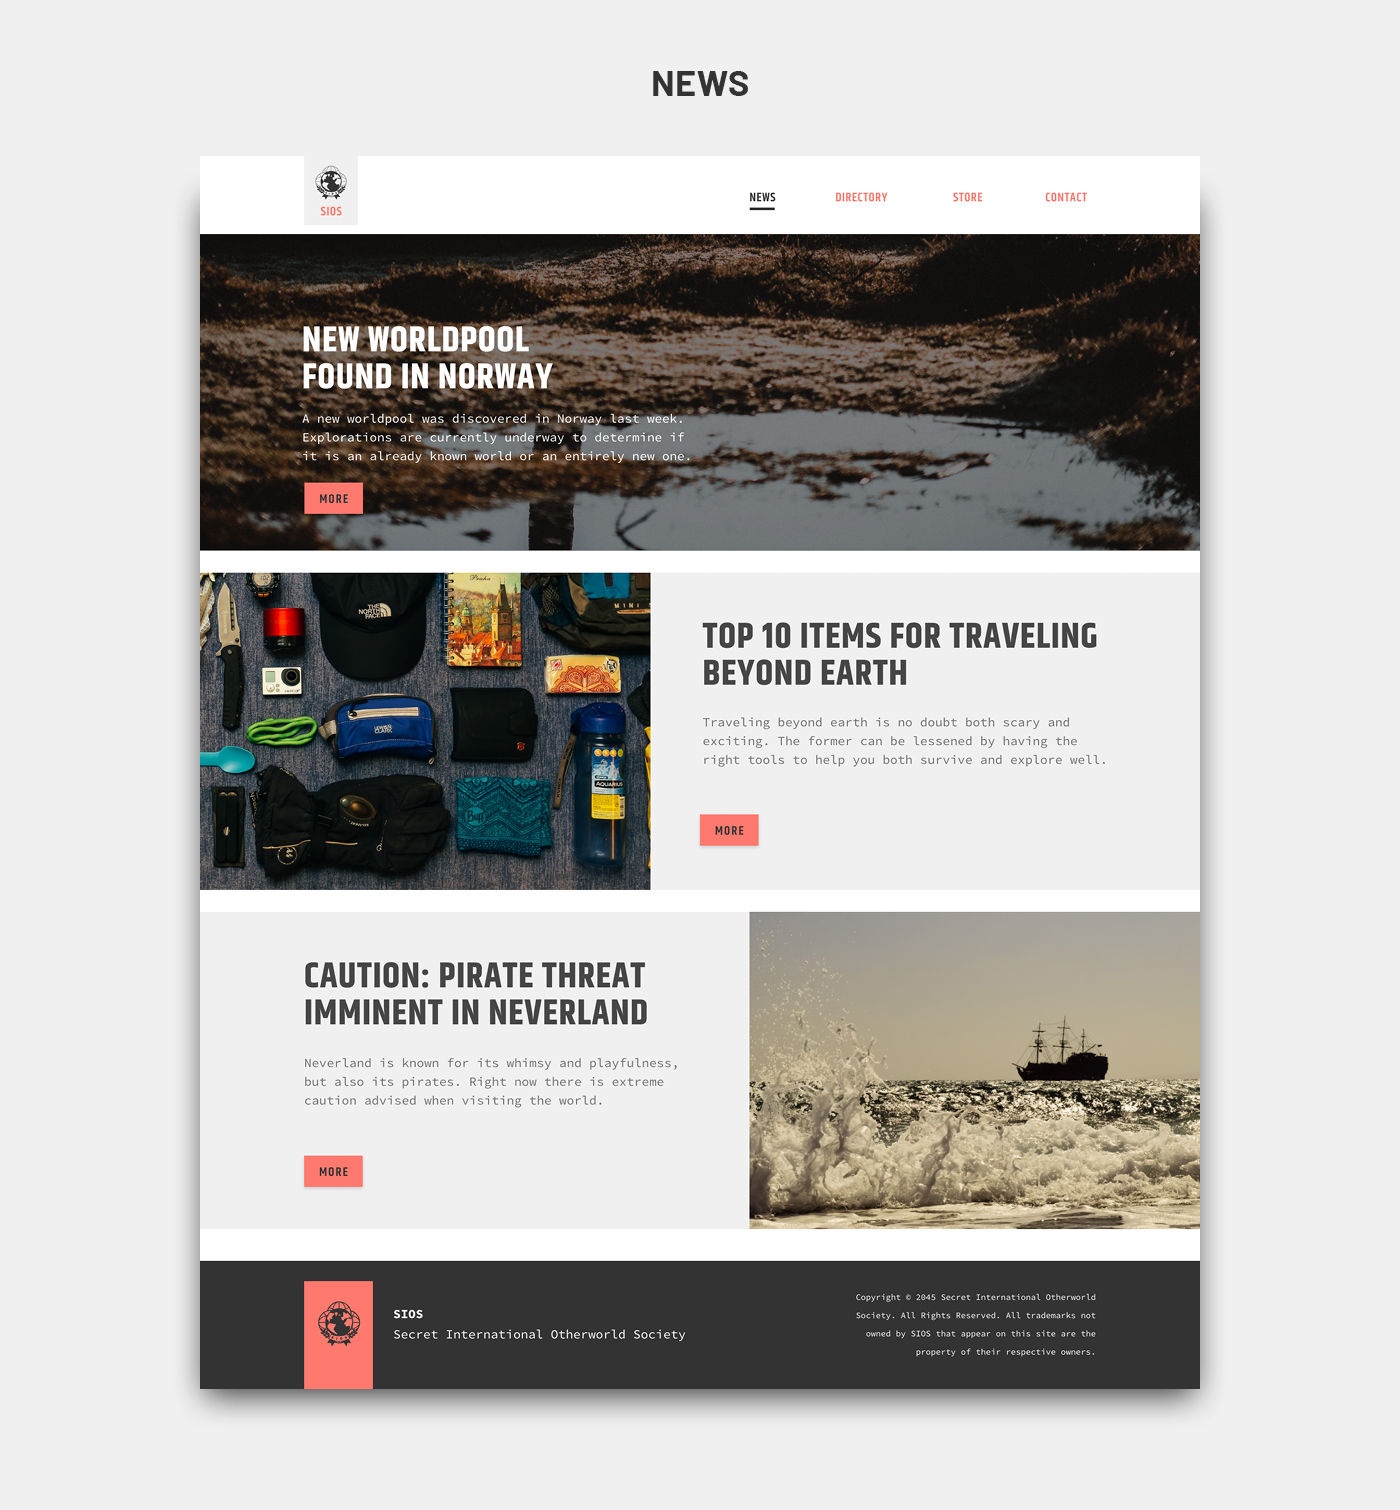 NEWS
SIOS
NEWS
DIRECTORY
STORE
CONTACT
NEW WORLDPOOL
FOUND IN NORWAY
A new worldpool was discovered in Norway last week.
Explorations are currently underway to determine if
it is an already known world or an entirely new one.
MORE
THE
NORTH
FACE
Praha
MINI
Buff
AQUARIUS
TOP 10 ITEMS FOR TRAVELING
BEYOND EARTH
Traveling beyond earth is no doubt both scary and
exciting. The former can be lessened by having the
right tools to help you both survive and explore well.
MORE
CAUTION: PIRATE THREAT
IMMINENT IN NEVERLAND
Neverland is known for its whimsy and playfulness,
but also its pirates. Right now there is extreme
caution advised when visiting the world.
MORE
SIOS
Secret International Otherworld Society
Copyright © 2045 Secret International Otherworld
Society. All Rights Reserved. All trademarks not
owned by SIOS that appear on this site are the
property of their respective owners.